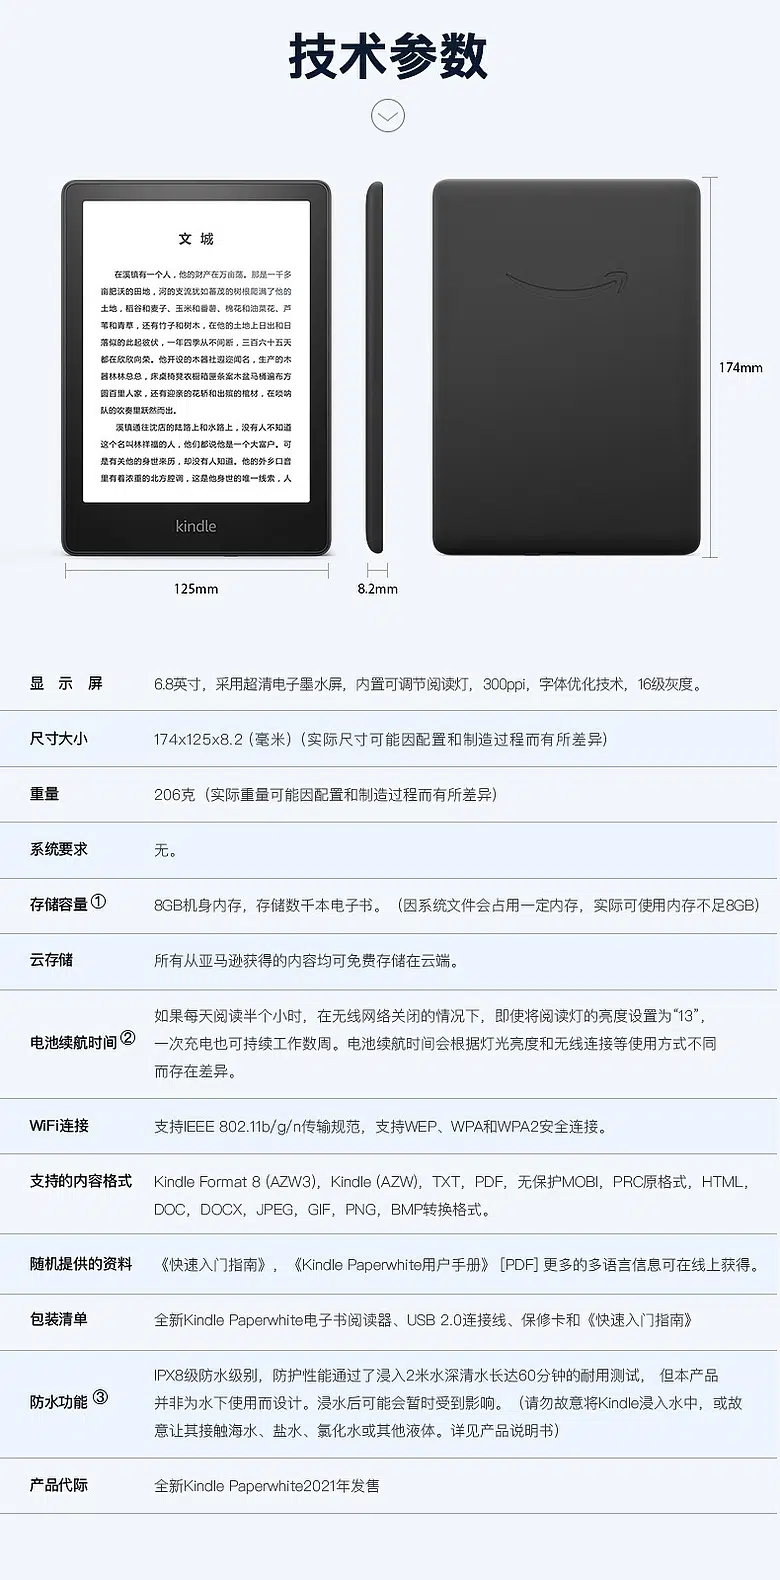 技术参数
文 城
在溪镇有一个人，他的财产在万亩荡。那是一千多
亩肥沃的田地，河的支流犹如蕃茂的树根爬满了他的
土地，稻谷和麦子、玉米和番薯、棉花和油菜花、芦
苇和青草，还有竹子和树木，在他的土地上日出和日
落似的此起彼伏，一年四季从不间断，三百六十五天
都在欣欣向荣。他开设的木器社遐迩闻名，生产的木
器林林总总，床桌椅凳衣橱箱匣条案木盆马桶遍布方
圆百里人家，还有迎亲的花轿和出殡的棺材，在唢呐
队的吹奏里跃然而出。
溪镇通往沈店的陆路上和水路上，没有人不知道
这个名叫林祥福的人，他们都说他是一个大富户。可
是有关他的身世来历，却没有人知道。他的外乡口音
里有着浓重的北方腔调，这是他身世的唯一线索，人
kindle
174mm
125mm
8.2mm
显 示 屏 6.8英寸，采用超清电子墨水屏，内置可调节阅读灯，300ppi，字体优化技术，16级灰度。
尺寸大小 174x125x8.2 (毫米)（实际尺寸可能因配置和制造过程而有所差异）
重量 206克（实际重量可能因配置和制造过程而有所差异）
系统要求 无。
存储容量① 8GB机身内存，存储数千本电子书。（因系统文件会占用一定内存，实际可使用内存不足8GB）
云存储 所有从亚马逊获得的内容均可免费存储在云端。
电池续航时间② 如果每天阅读半个小时，在无线网络关闭的情况下，即使将阅读灯的亮度设置为“13”，
一次充电也可持续工作数周。电池续航时间会根据灯光亮度和无线连接等使用方式不同
而存在差异。
WiFi连接 支持IEEE 802.11b/g/n传输规范，支持WEP、WPA和WPA2安全连接。
支持的内容格式 Kindle Format 8 (AZW3)，Kindle (AZW)，TXT，PDF，无保护MOBI，PRC原格式，HTML，
DOC，DOCX，JPEG，GIF，PNG，BMP转换格式。
随机提供的资料 《快速入门指南》，《Kindle Paperwhite用户手册》 [PDF] 更多的多语言信息可在线上获得。
包装清单 全新Kindle Paperwhite电子书阅读器、USB 2.0连接线、保修卡和《快速入门指南》
防水功能③ IPX8级防水级别，防护性能通过了浸入2米水深清水长达60分钟的耐用测试， 但本产品
并非为水下使用而设计。浸水后可能会暂时受到影响。（请勿故意将Kindle浸入水中，或故
意让其接触海水、盐水、氯化水或其他液体。详见产品说明书）
产品代际 全新Kindle Paperwhite2021年发售